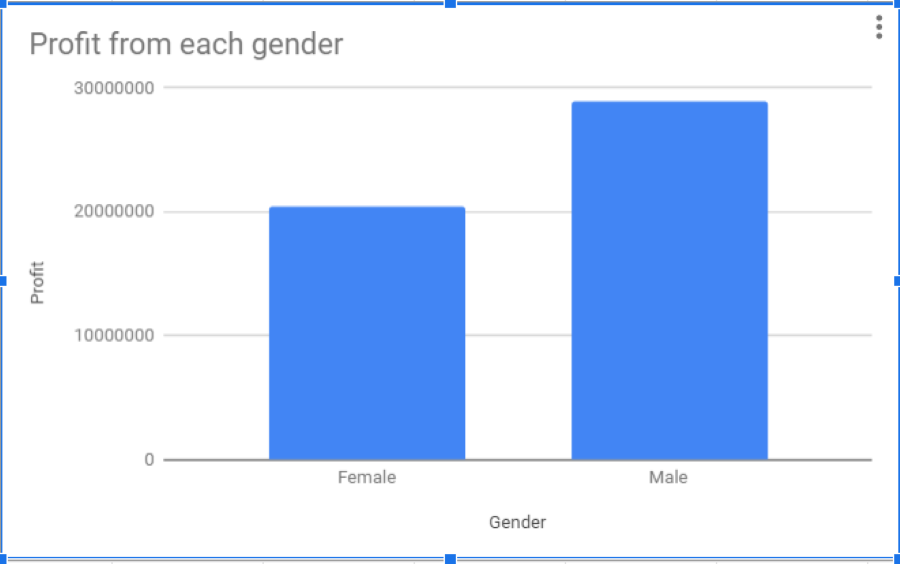 Profit from each gender
30000000
20000000
10000000
0
Profit
Female
Male
Gender